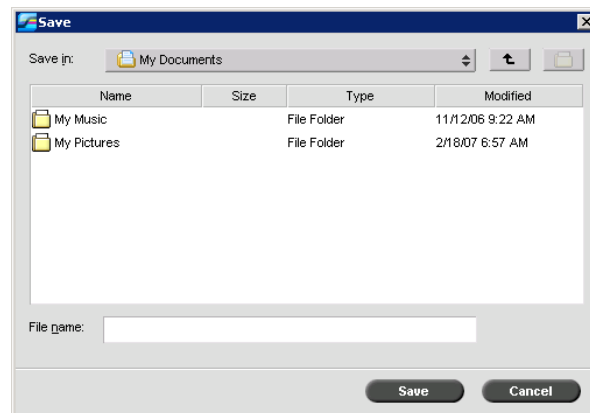 Save
Save in: My Documents
Name Size Type Modified
My Music File Folder 11/12/06 9:22 AM
My Pictures File Folder 2/18/07 6:57 AM
File name:
Save Cancel